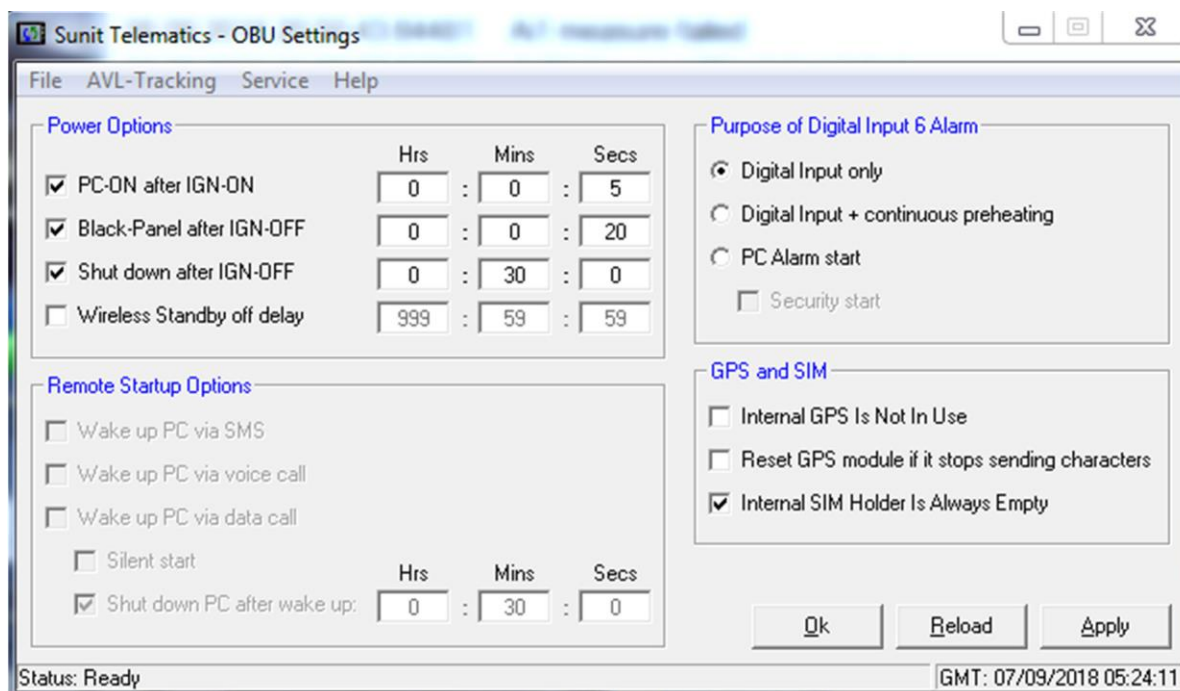 Sunit Telematics - OBU Settings
File AVL-Tracking Service Help
Power Options
Hrs Mins Secs
PC-ON after IGN-ON 0 : 0 : 5
Black-Panel after IGN-OFF 0 : 0 : 20
Shut down after IGN-OFF 0 : 30 : 0
Wireless Standby off delay 999 : 59 : 59
Remote Startup Options
Wake up PC via SMS
Wake up PC via voice call
Wake up PC via data call
Silent start
Hrs Mins Secs
Shut down PC after wake up: 0 : 30 : 0
Purpose of Digital Input 6 Alarm
Digital Input only
Digital Input + continuous preheating
PC Alarm start
Security start
GPS and SIM
Internal GPS Is Not In Use
Reset GPS module if it stops sending characters
Internal SIM Holder Is Always Empty
Ok Reload Apply
Status: Ready GMT: 07/09/2018 05:24:11